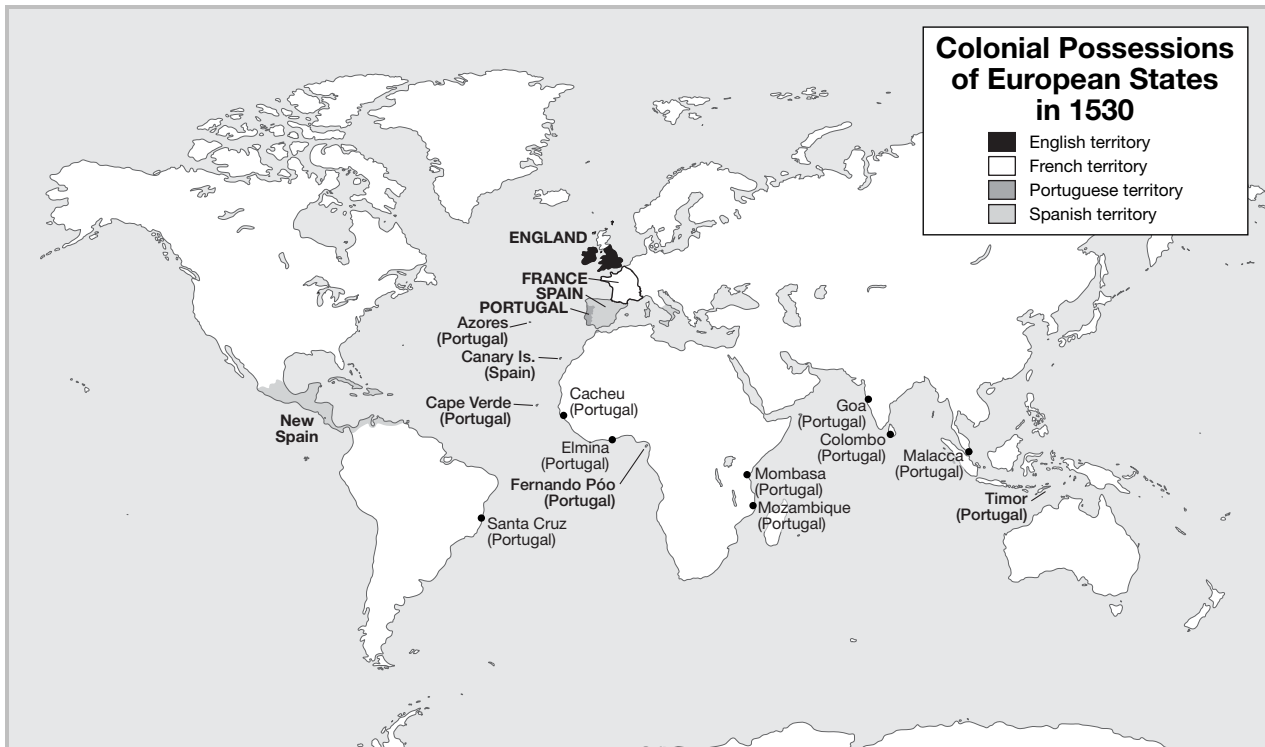 Colonial Possessions
of European States
in 1530
English territory
French territory
Portuguese territory
Spanish territory
ENGLAND
FRANCE
SPAIN
PORTUGAL
Azores
(Portugal)
Canary Is.
(Spain)
Cape Verde
(Portugal)
Cacheu
(Portugal)
New
Spain
Elmina
(Portugal)
Fernando Póo
(Portugal)
Santa Cruz
(Portugal)
Goa
(Portugal)
Colombo
(Portugal)
Malacca
(Portugal)
Mombasa
(Portugal)
Mozambique
(Portugal)
Timor
(Portugal)